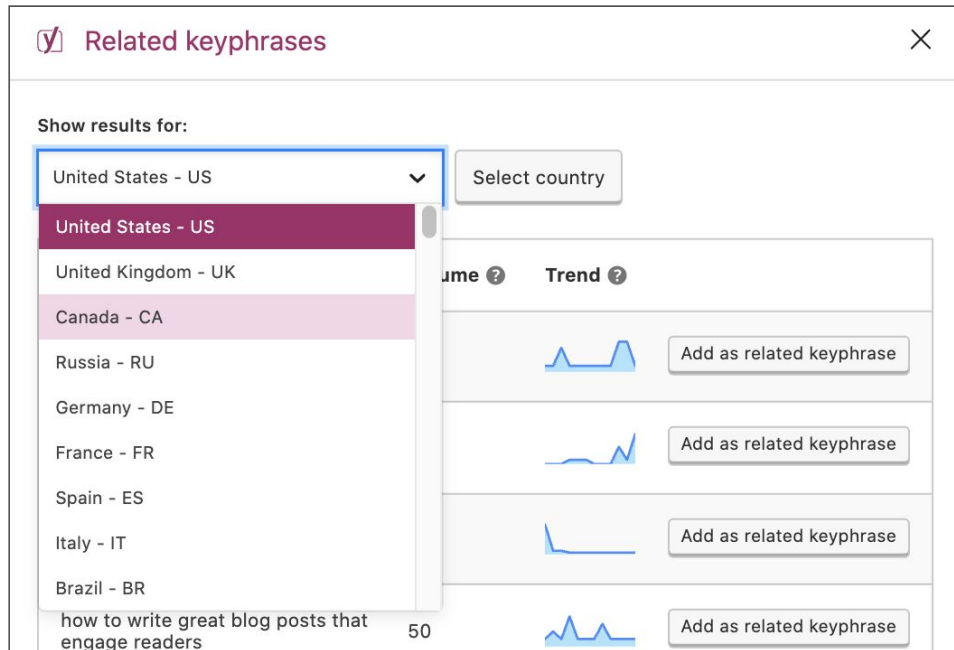 Related keyphrases
Show results for:
United States - US
Select country
United States - US
United Kingdom - UK
Canada - CA
Russia - RU
Germany - DE
France - FR
Spain - ES
Italy - IT
Brazil - BR
Trend
Add as related keyphrase
Add as related keyphrase
Add as related keyphrase
how to write great blog posts that
engage readers
50
Add as related keyphrase